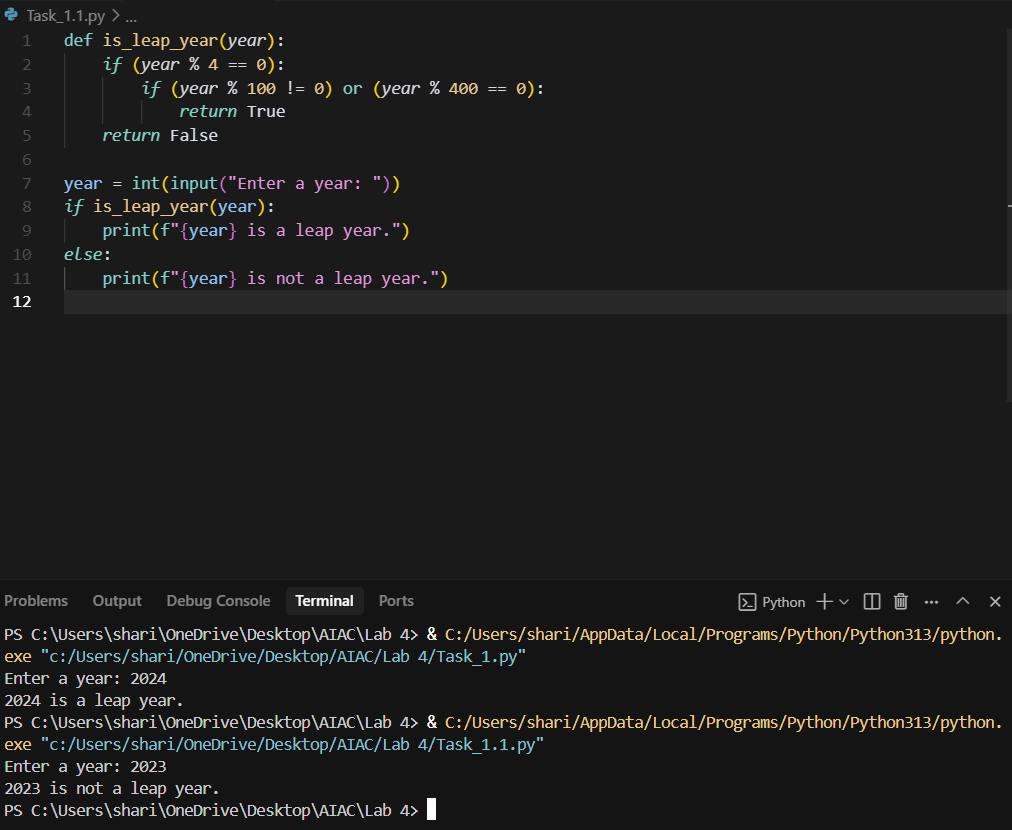 Task_1.1.py > ...
1 def is_leap_year(year):
2     if (year % 4 == 0):
3         if (year % 100 != 0) or (year % 400 == 0):
4             return True
5     return False
6
7 year = int(input("Enter a year: "))
8 if is_leap_year(year):
9     print(f"{year} is a leap year.")
10 else:
11     print(f"{year} is not a leap year.")
12
Problems Output Debug Console Terminal Ports Python
PS C:\Users\shari\OneDrive\Desktop\AIAC\Lab 4> & C:/Users/shari/AppData/Local/Programs/Python/Python313/python.
exe "c:/Users/shari/OneDrive/Desktop/AIAC/Lab 4/Task_1.py"
Enter a year: 2024
2024 is a leap year.
PS C:\Users\shari\OneDrive\Desktop\AIAC\Lab 4> & C:/Users/shari/AppData/Local/Programs/Python/Python313/python.
exe "c:/Users/shari/OneDrive/Desktop/AIAC/Lab 4/Task_1.1.py"
Enter a year: 2023
2023 is not a leap year.
PS C:\Users\shari\OneDrive\Desktop\AIAC\Lab 4>